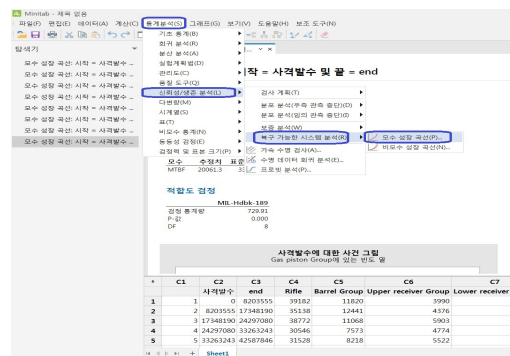 Minitab - 제목 없음
파일(F) 편집(E) 데이터(A) 계산(C) 통계분석(S) 그래프(G) 보기(V) 도움말(H) 보조 도구(N)
탐색기
모수 성장 곡선: 시작 = 사격발수 ...
모수 성장 곡선: 시작 = 사격발수 ...
모수 성장 곡선: 시작 = 사격발수 ...
모수 성장 곡선: 시작 = 사격발수 ...
모수 성장 곡선: 시작 = 사격발수 ...
모수 성장 곡선: 시작 = 사격발수 ...
모수 성장 곡선: 시작 = 사격발수 ...
모수 성장 곡선: 시작 = 사격발수 ...
기초 통계(B)
회귀 분석(R)
분산 분석(A)
실험계획법(D)
관리도(C)
품질 도구(Q)
신뢰성/생존 분석(L)
다변량(M)
시계열(S)
표(T)
비모수 통계(N)
동등성 검정(E)
검정력 및 표본 크기(P)
작 = 사격발수 및 끝 = end
검사 계획(T)
분포 분석(우측 관측 중단)(D)
분포 분석(임의 관측 중단)(I)
보증 분석(W)
복구 가능한 시스템 분석(R)
가속 수명 검사(A)...
수명 데이터 회귀 분석(E)...
프로빗 분석(P)...
모수 성장 곡선(P)...
비모수 성장 곡선(N)...
모수 추정치 표준
MTBF 20061.3
적합도 검정
MIL-Hdbk-189
검정 통계량 729.91
P-값 0.000
DF 8
사격발수에 대한 사건 그림
Gas piston Group에 있는 빈도 열
C1 C2 C3 C4 C5 C6 C7
사격발수 end Rifle Barrel Group Upper receiver Group Lower receiver
1 1 0 8203555 39182 11820 3990
2 2 8203555 17348190 35138 12441 4376
3 3 17348190 24297080 38772 11068 5903
4 4 24297080 33263243 30546 7573 4774
5 5 33263243 42587846 31528 8218 5522
Sheet1